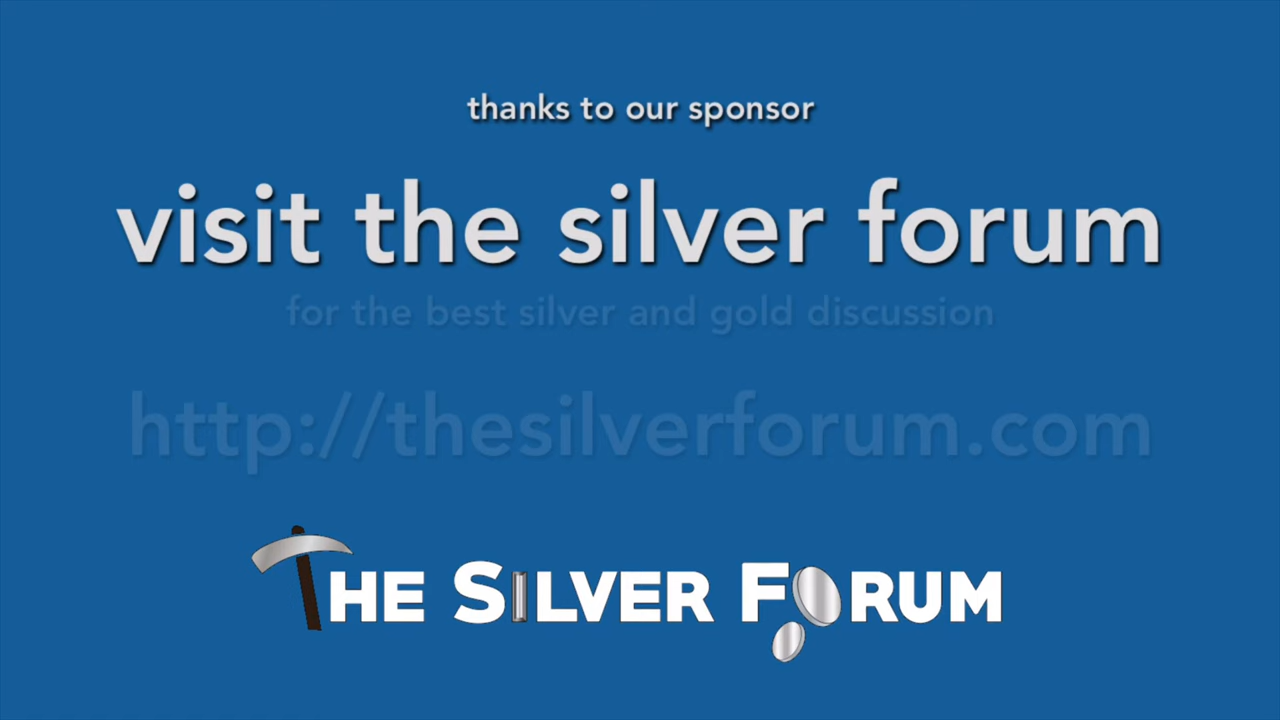 thanks to our sponsor
visit the silver forum
for the best silver and gold discussion
http://thesilverforum.com
THE SILVER FORUM